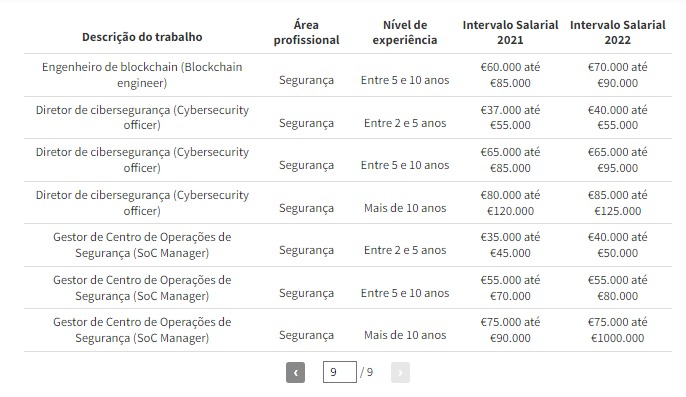 Descrição do trabalho
Área
profissional
Nível de
experiência
Intervalo Salarial
2021
Intervalo Salarial
2022
Engenheiro de blockchain (Blockchain
engineer)
Segurança
Entre 5 e 10 anos
€60.000 até
€85.000
€70.000 até
€90.000
Diretor de cibersegurança (Cybersecurity
officer)
Segurança
Entre 2 e 5 anos
€37.000 até
€55.000
€40.000 até
€55.000
Diretor de cibersegurança (Cybersecurity
officer)
Segurança
Entre 5 e 10 anos
€65.000 até
€85.000
€65.000 até
€95.000
Diretor de cibersegurança (Cybersecurity
officer)
Segurança
Mais de 10 anos
€80.000 até
€120.000
€85.000 até
€125.000
Gestor de Centro de Operações de
Segurança (SoC Manager)
Segurança
Entre 2 e 5 anos
€35.000 até
€45.000
€40.000 até
€50.000
Gestor de Centro de Operações de
Segurança (SoC Manager)
Segurança
Entre 5 e 10 anos
€55.000 até
€70.000
€55.000 até
€80.000
Gestor de Centro de Operações de
Segurança (SoC Manager)
Segurança
Mais de 10 anos
€75.000 até
€90.000
€75.000 até
€1000.000
‹ 9 / 9 ›